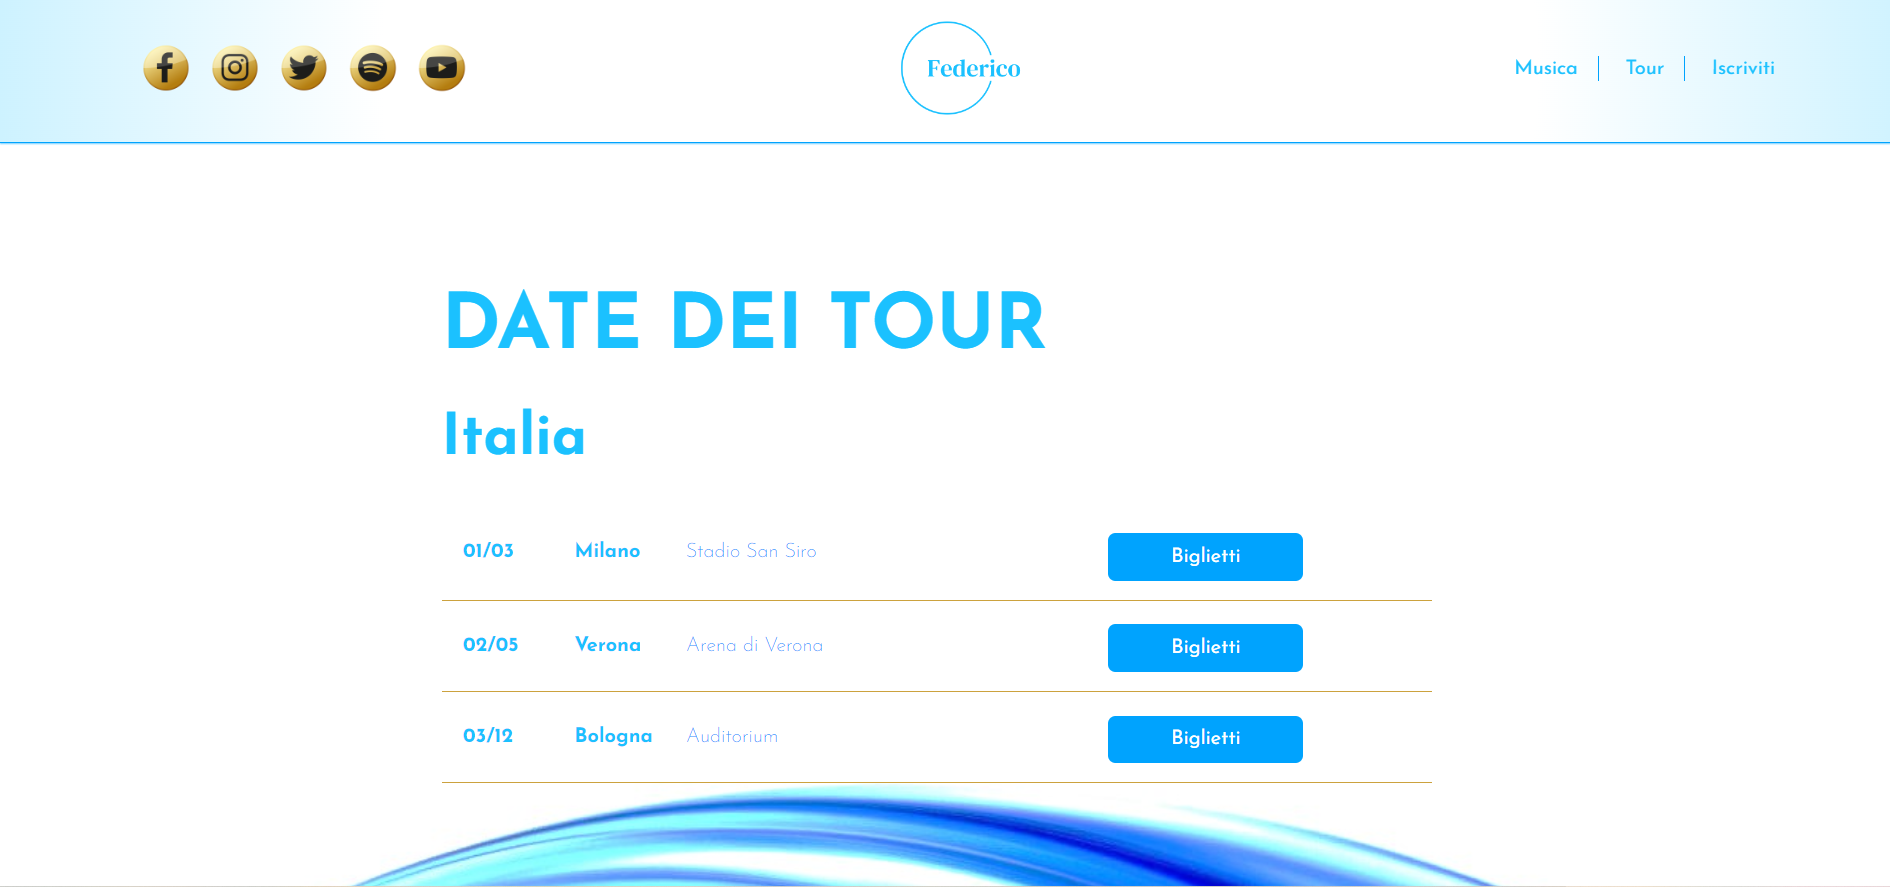 Federico
Musica Tour Iscriviti
DATE DEI TOUR
Italia
01/03 Milano Stadio San Siro Biglietti
02/05 Verona Arena di Verona Biglietti
03/12 Bologna Auditorium Biglietti